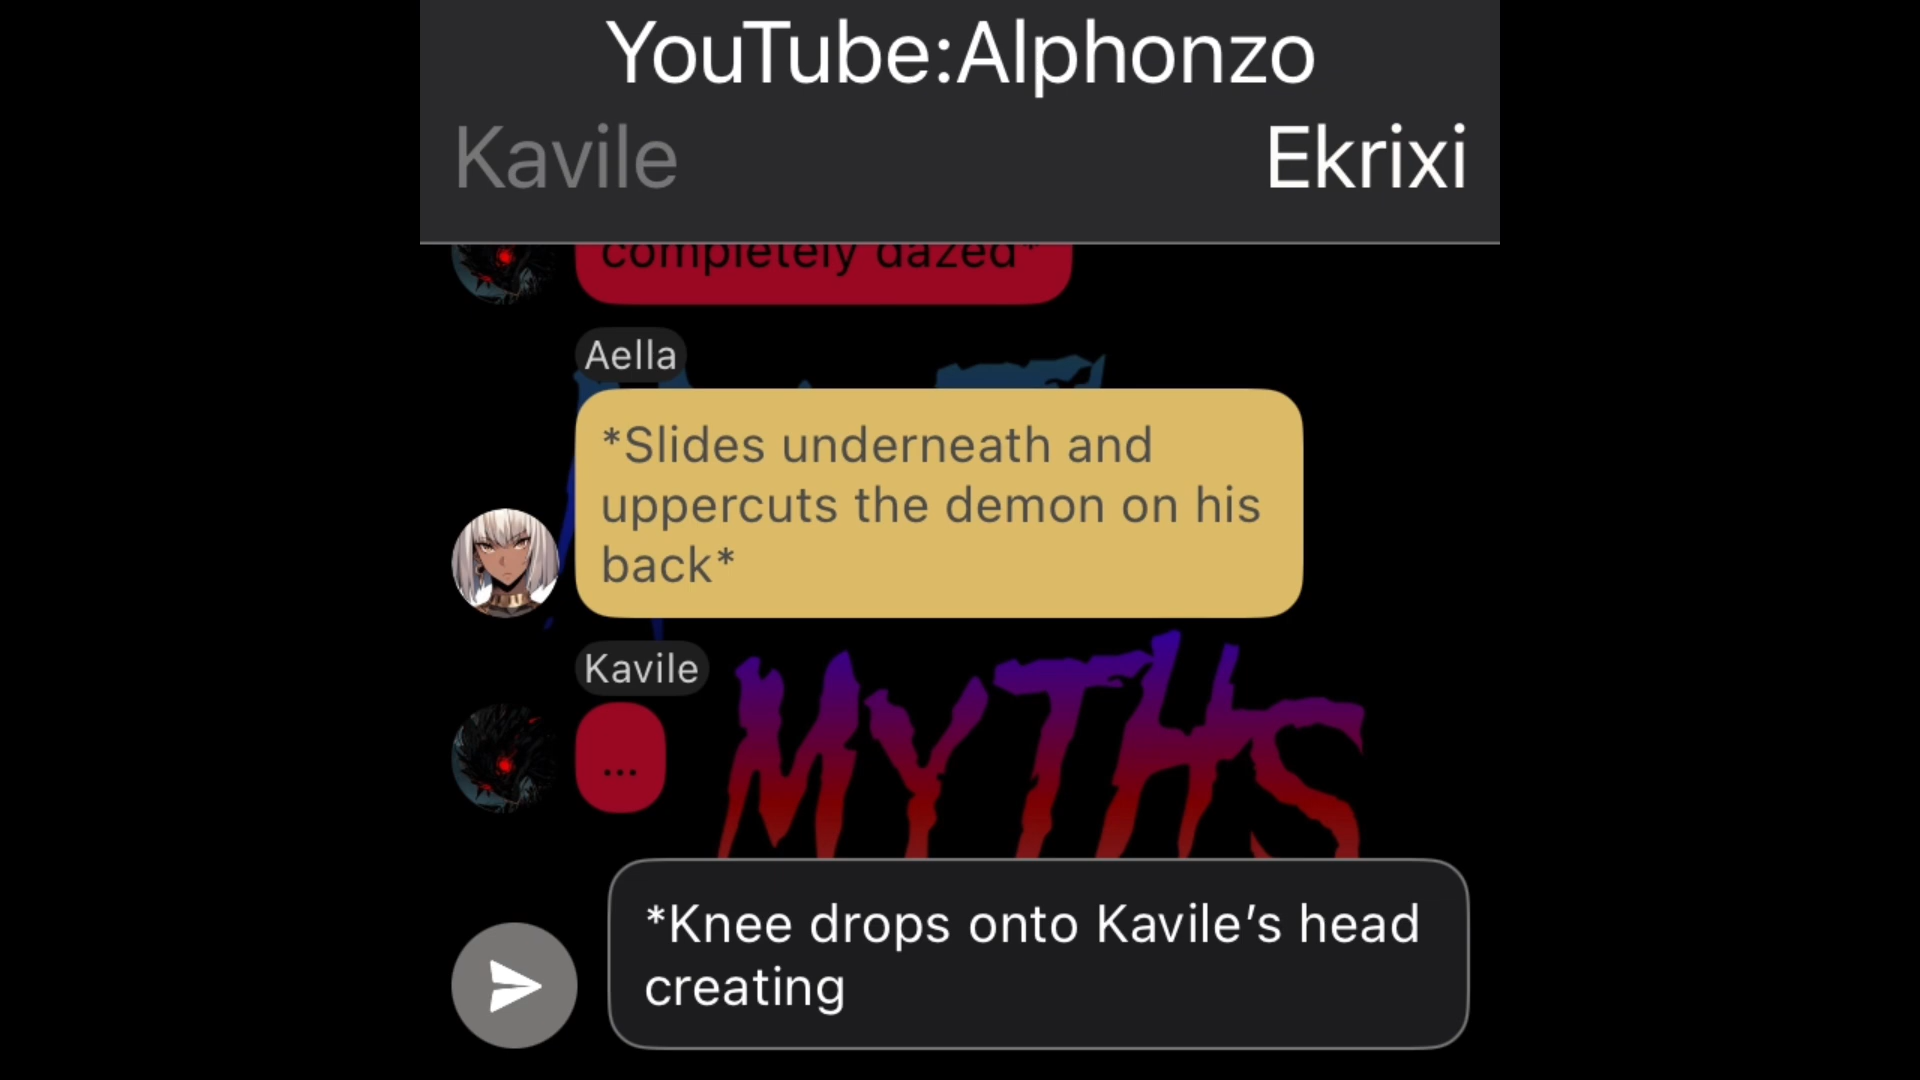 YouTube:Alphonzo
Kavile
Ekrixi
completely dazed*
Aella
*Slides underneath and
uppercuts the demon on his
back*
Kavile
...
MYTHS
*Knee drops onto Kavile’s head
creating